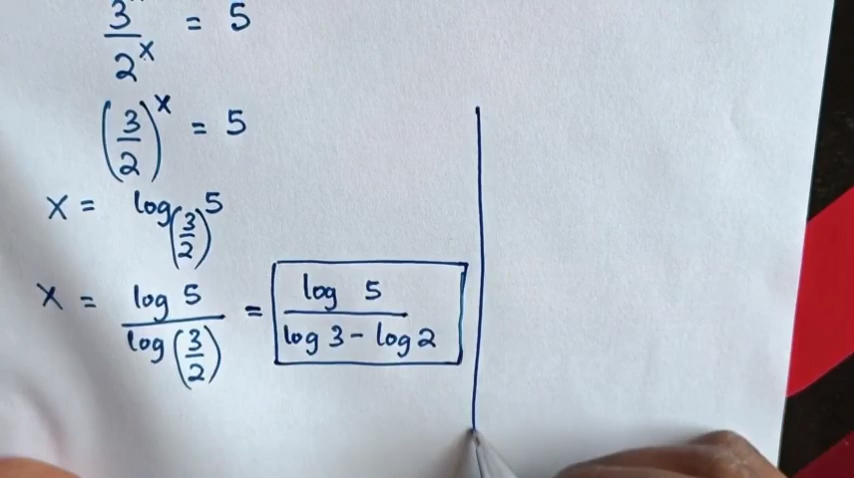 3^x/2^x = 5
(3/2)^x = 5
x = log_(3/2) 5
x = log 5/log (3/2) = log 5/log 3 - log 2